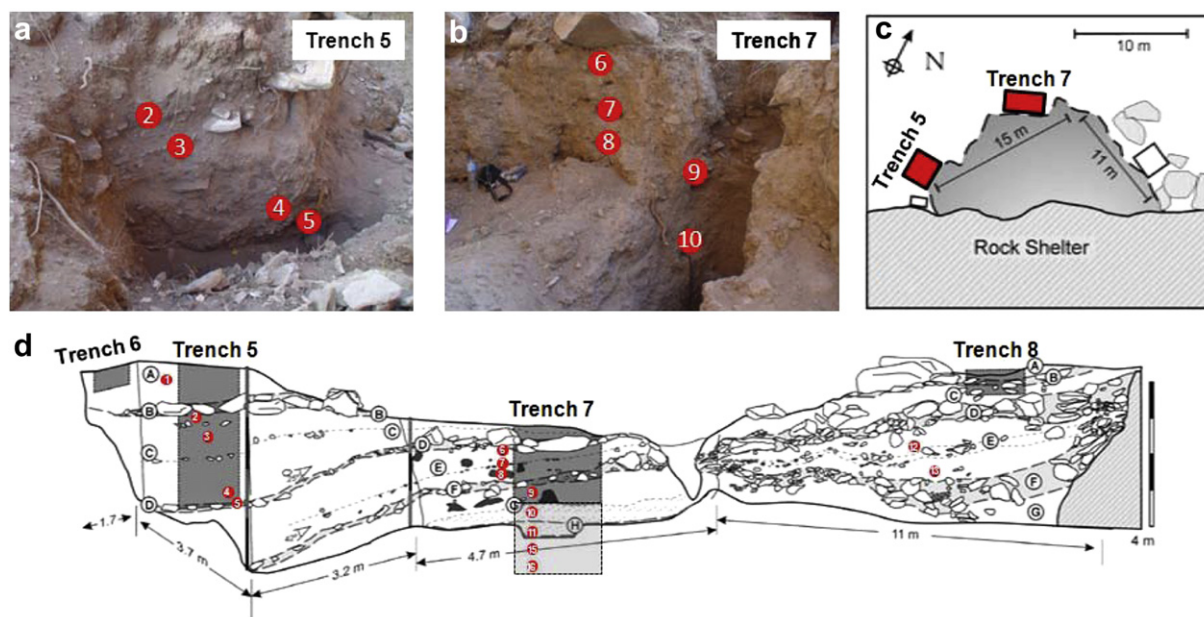 a
Trench 5
2
3
4
5
b
Trench 7
6
7
8
9
10
c
N
10 m
Trench 7
Trench 5
15 m
11 m
Rock Shelter
d
Trench 6
Trench 5
Trench 7
Trench 8
A
1
B
2
3
C
4
D
5
B
C
D
E
F
G
H
6
7
8
9
10
11
15
A
B
C
D
E
F
G
12
13
1.7
3.7 m
3.2 m
4.7 m
11 m
4 m